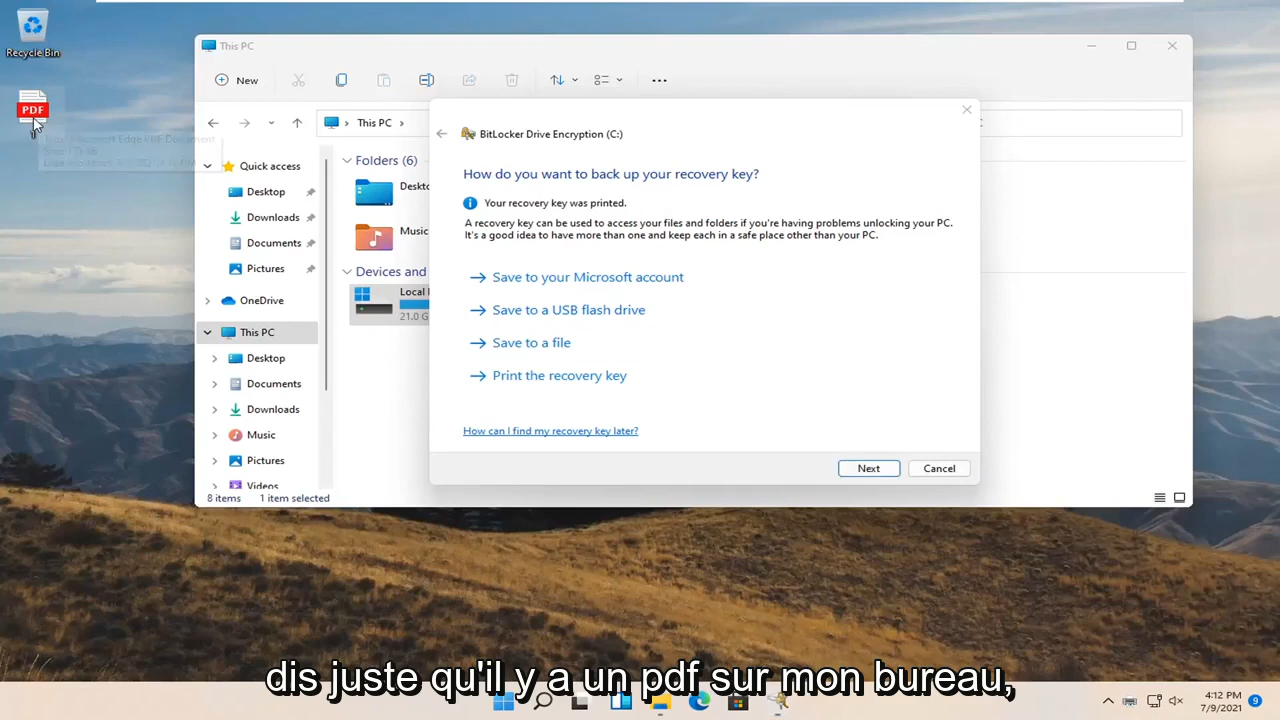 Recycle Bin
PDF
This PC
New
This PC
Quick access
Desktop
Downloads
Documents
Pictures
OneDrive
This PC
Desktop
Documents
Downloads
Music
Pictures
Videos
8 items 1 item selected
Folders (6)
Music
Devices and
Local
21.0 G
BitLocker Drive Encryption (C:)
How do you want to back up your recovery key?
Your recovery key was printed.
A recovery key can be used to access your files and folders if you're having problems unlocking your PC.
It's a good idea to have more than one and keep each in a safe place other than your PC.
Save to your Microsoft account
Save to a USB flash drive
Save to a file
Print the recovery key
How can I find my recovery key later?
Next Cancel
dis juste qu'il y a un pdf sur mon bureau,
4:12 PM
7/9/2021
9